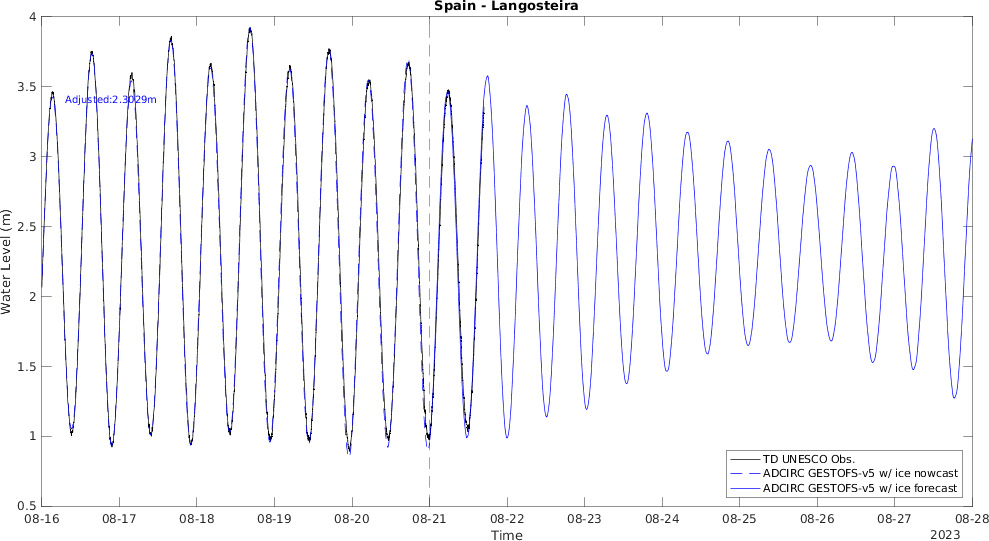 Spain - Langosteira
4
3.5
3
2.5
2
1.5
1
0.5
Water Level (m)
Adjusted:2.3029m
TD UNESCO Obs.
ADCIRC GESTOFS-v5 w/ ice nowcast
ADCIRC GESTOFS-v5 w/ ice forecast
08-16 08-17 08-18 08-19 08-20 08-21 08-22 08-23 08-24 08-25 08-26 08-27 08-28
Time
2023